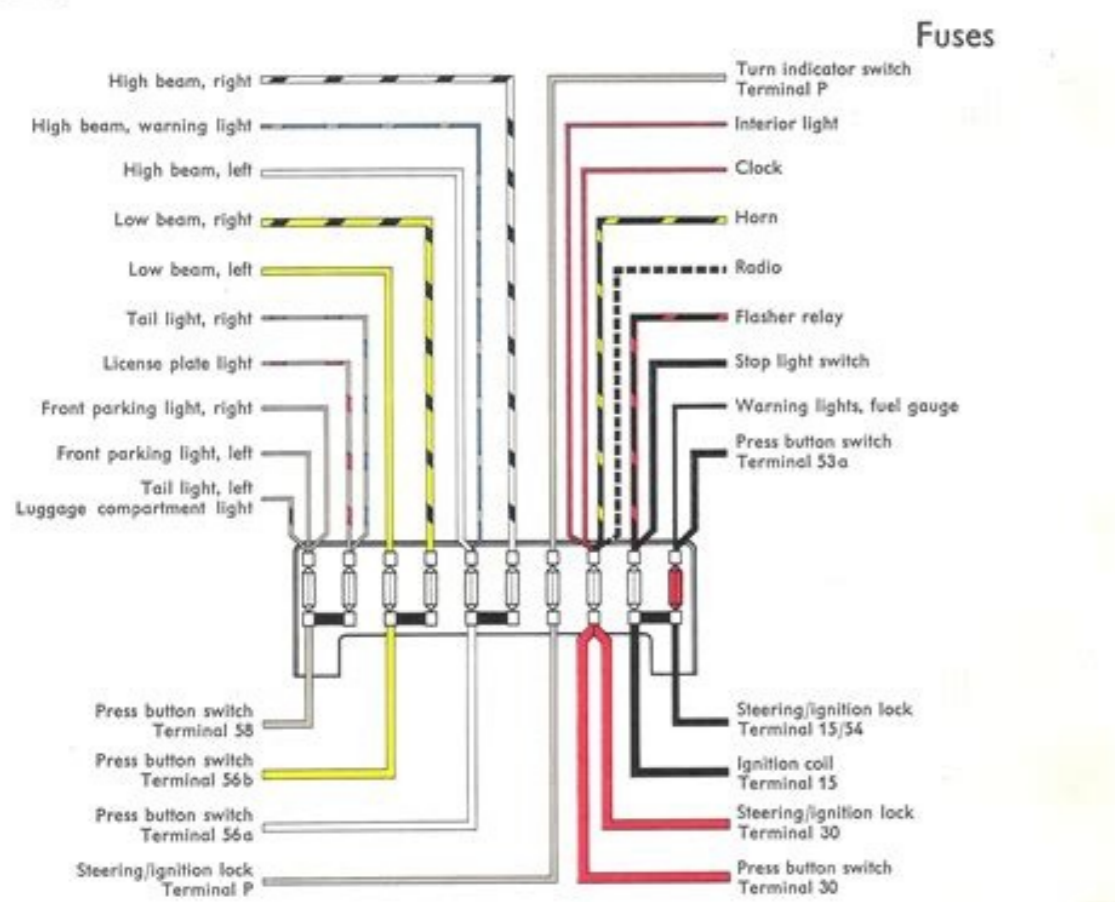 Fuses
High beam, right
High beam, warning light
High beam, left
Low beam, right
Low beam, left
Tail light, right
License plate light
Front parking light, right
Front parking light, left
Tail light, left
Luggage compartment light
Turn indicator switch
Terminal P
Interior light
Clock
Horn
Radio
Flasher relay
Stop light switch
Warning lights, fuel gauge
Press button switch
Terminal 53a
Press button switch
Terminal 58
Press button switch
Terminal 56b
Press button switch
Terminal 56a
Steering/ignition lock
Terminal P
Steering/ignition lock
Terminal 15/54
Ignition coil
Terminal 15
Steering/ignition lock
Terminal 30
Press button switch
Terminal 30